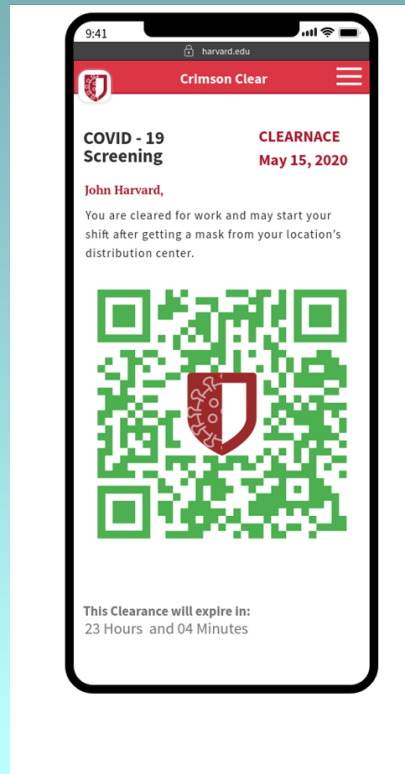 9:41
harvard.edu
Crimson Clear
COVID - 19
Screening
CLEARNACE
May 15, 2020
John Harvard,
You are cleared for work and may start your
shift after getting a mask from your location's
distribution center.
This Clearance will expire in:
23 Hours and 04 Minutes